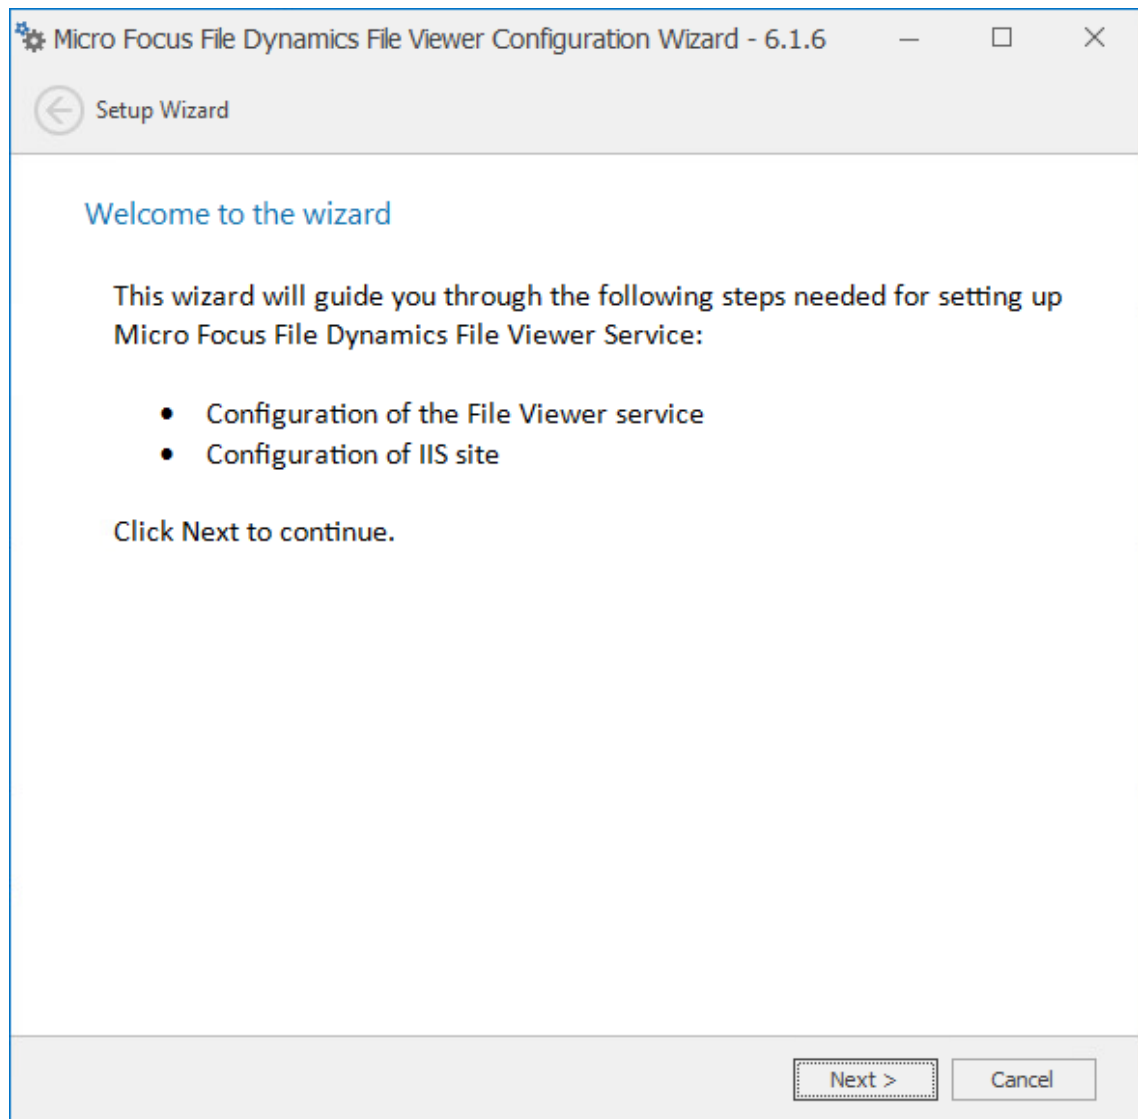 Micro Focus File Dynamics File Viewer Configuration Wizard - 6.1.6
Setup Wizard
Welcome to the wizard
This wizard will guide you through the following steps needed for setting up
Micro Focus File Dynamics File Viewer Service:
• Configuration of the File Viewer service
• Configuration of IIS site
Click Next to continue.
Next >
Cancel